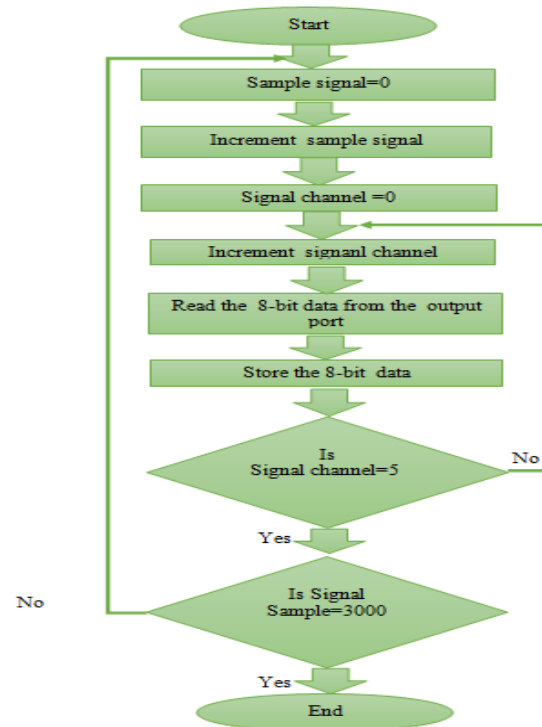 Start
Sample signal=0
Increment sample signal
Signal channel =0
Increment signanl channel
Read the 8-bit data from the output
port
Store the 8-bit data
Is
Signal channel=5
No
Yes
Is Signal
Sample=3000
No
Yes
End